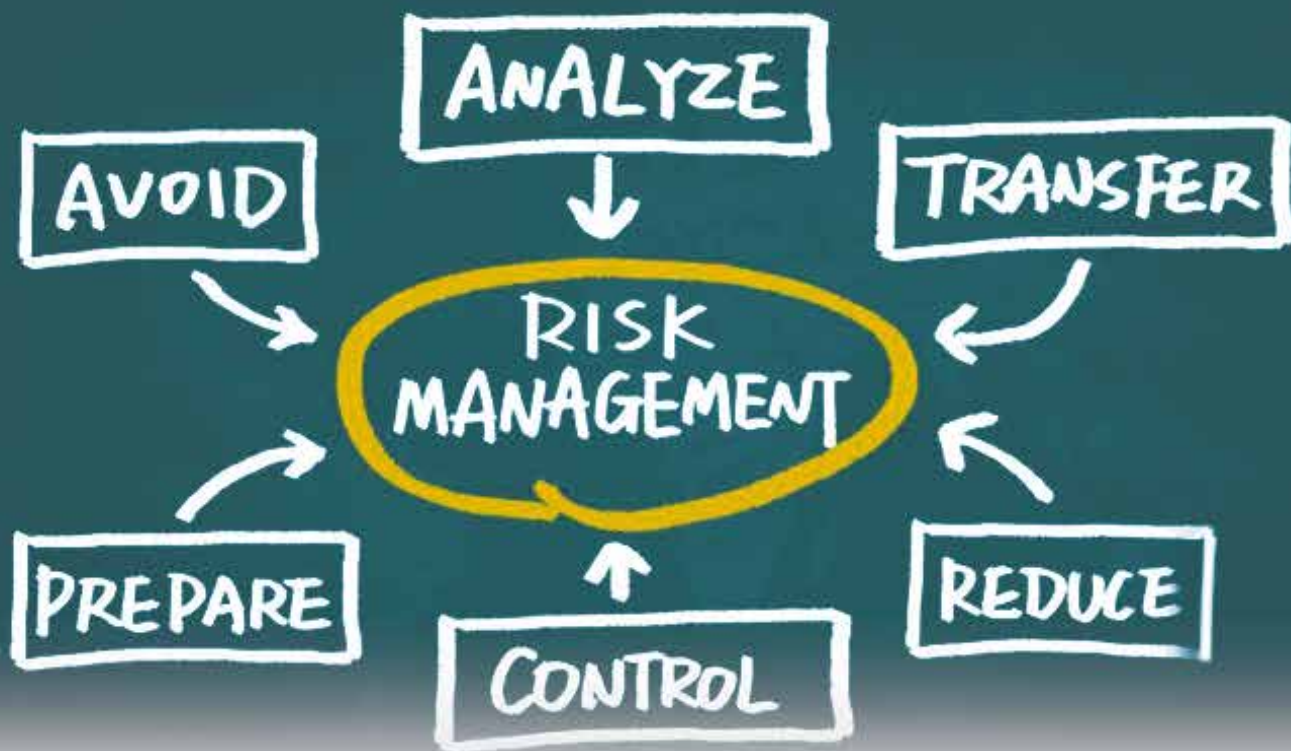 ANALYZE
AVOID
TRANSFER
RISK
MANAGEMENT
PREPARE
REDUCE
CONTROL